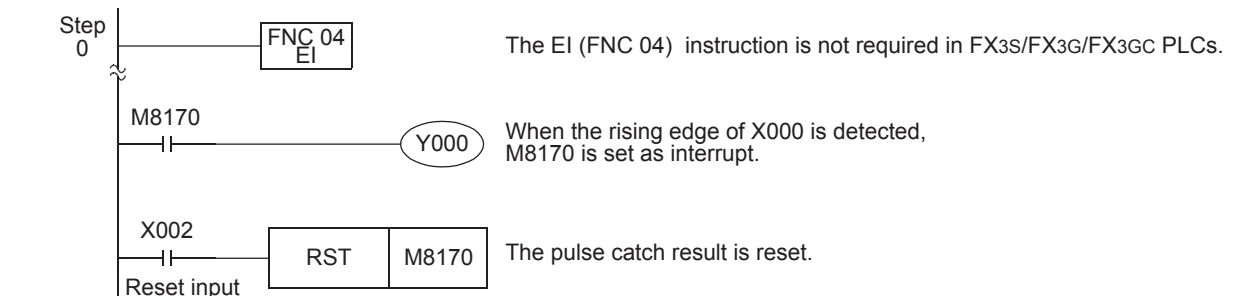 Step
0
FNC 04
EI
The EI (FNC 04) instruction is not required in FX3S/FX3G/FX3GC PLCs.
M8170
Y000
When the rising edge of X000 is detected,
M8170 is set as interrupt.
X002
RST
M8170
The pulse catch result is reset.
Reset input